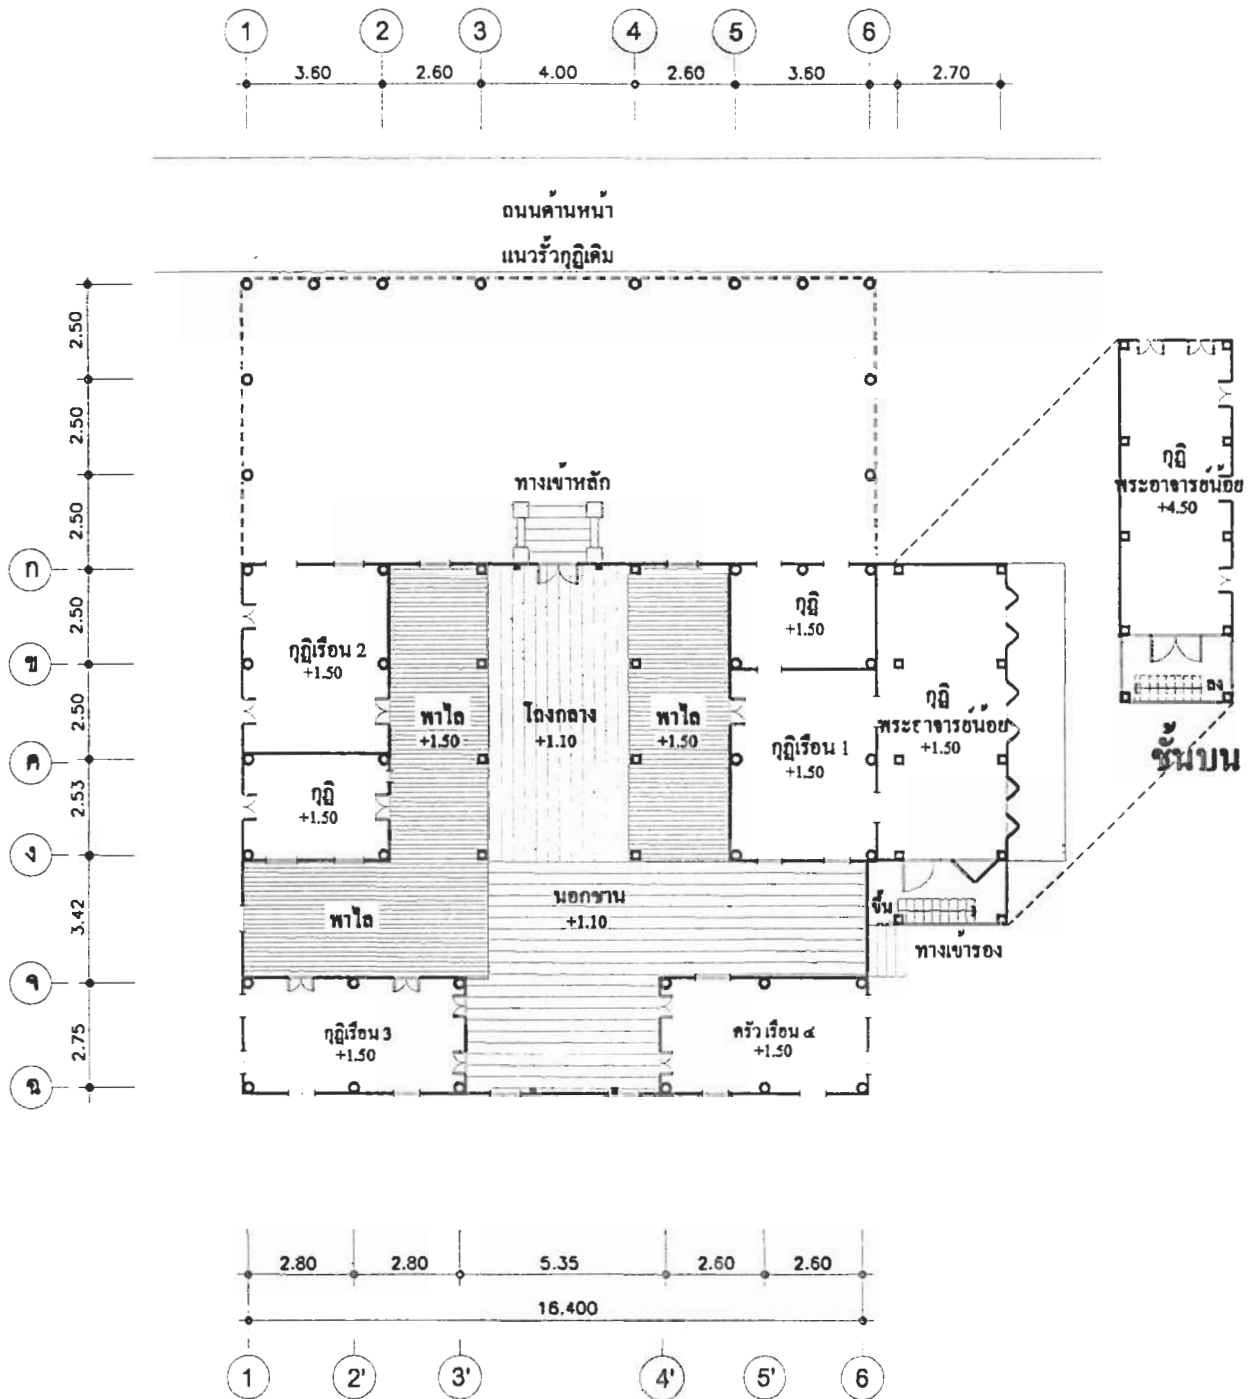 1 2 3 4 5 6
3.60 2.60 4.00 2.60 3.60 2.70
ถนนด้านหน้า
แนวรั้วกุฏิเดิม
2.50
2.50
2.50
2.50
2.50
2.53
3.42
2.75
ก
ข
ค
ง
จ
ฉ
ทางเข้าหลัก
กุฏิเรือน 2
+1.50
กุฏิ
+1.50
พาไล
+1.50
โถงกลาง
+1.10
พาไล
+1.50
กุฏิ
+1.50
กุฏิเรือน 1
+1.50
กุฏิ
พระอาจารย์น้อย
+1.50
กุฏิ
พระอาจารย์น้อย
+4.50
ลง
ชั้นบน
นอกชาน
+1.10
พาไล
ขึ้น
ทางเข้ารอง
กุฏิเรือน 3
+1.50
ครัว เรือน ๔
+1.50
2.80 2.80 5.35 2.60 2.60
16.400
1 2' 3' 4' 5' 6